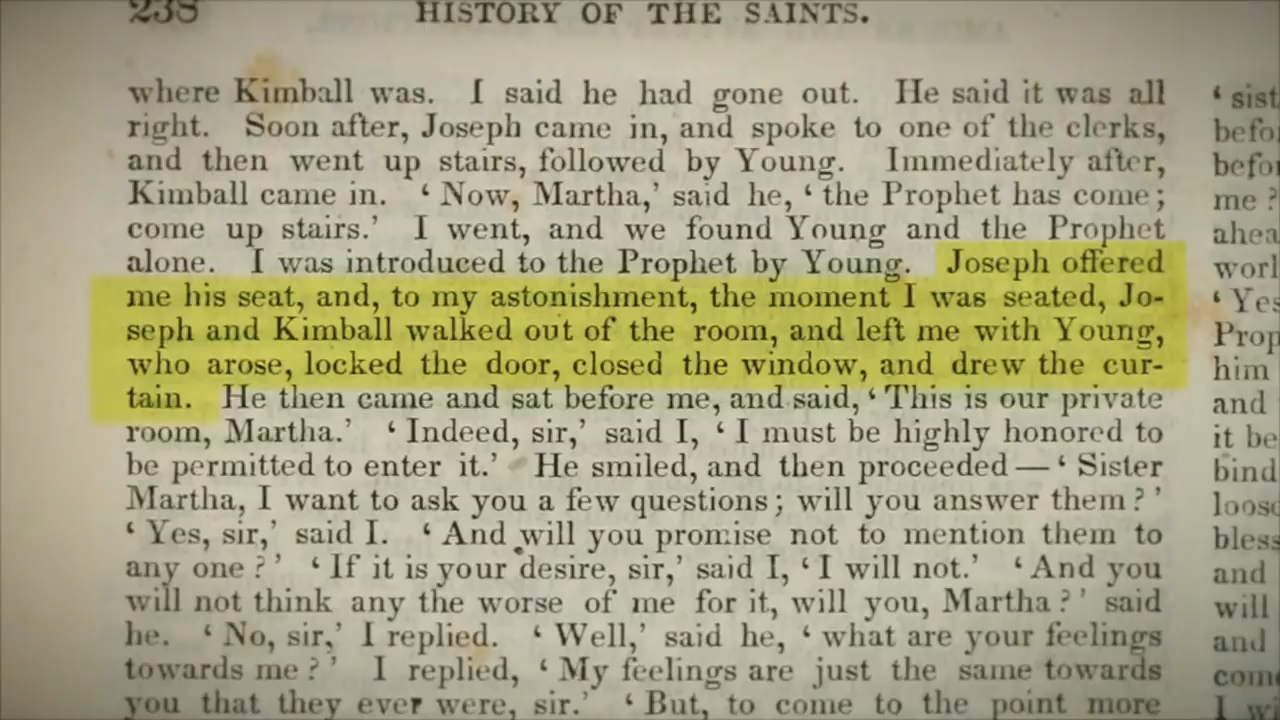 238
HISTORY OF THE SAINTS.
where Kimball was. I said he had gone out. He said it was all
right. Soon after, Joseph came in, and spoke to one of the clerks,
and then went up stairs, followed by Young. Immediately after,
Kimball came in. ‘ Now, Martha,’ said he, ‘ the Prophet has come;
come up stairs.’ I went, and we found Young and the Prophet
alone. I was introduced to the Prophet by Young. Joseph offered
me his seat, and, to my astonishment, the moment I was seated, Jo-
seph and Kimball walked out of the room, and left me with Young,
who arose, locked the door, closed the window, and drew the cur-
tain. He then came and sat before me, and said, ‘ This is our private
room, Martha.’ ‘ Indeed, sir,’ said I, ‘ I must be highly honored to
be permitted to enter it.’ He smiled, and then proceeded — ‘ Sister
Martha, I want to ask you a few questions; will you answer them?’
‘ Yes, sir,’ said I. ‘ And will you promise not to mention them to
any one?’ ‘ If it is your desire, sir,’ said I, ‘ I will not.’ ‘ And you
will not think any the worse of me for it, will you, Martha?’ said
he. ‘ No, sir,’ I replied. ‘ Well,’ said he, ‘ what are your feelings
towards me?’ I replied, ‘ My feelings are just the same towards
you that they ever were, sir.’ ‘ But, to come to the point more
me?
‘ Yes
him
and
it be
bind
and
will
and